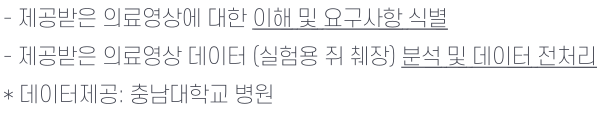 - 제공받은 의료영상에 대한 이해 및 요구사항 식별
- 제공받은 의료영상 데이터 (실험용 쥐 췌장) 분석 및 데이터 전처리
* 데이터제공: 충남대학교 병원